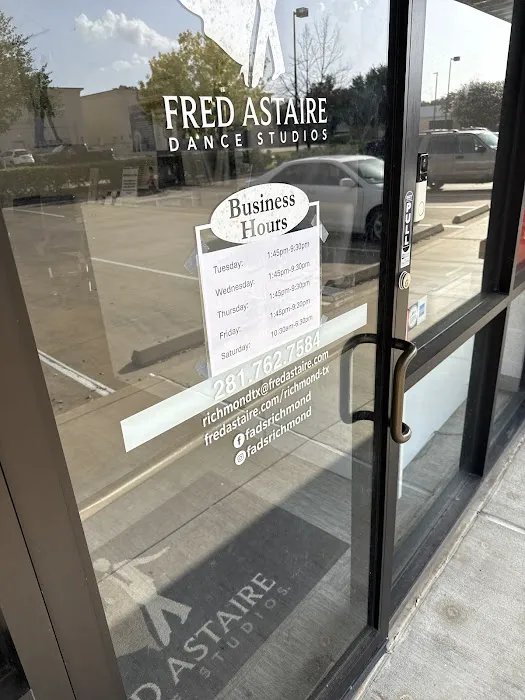 FRED ASTAIRE
DANCE STUDIOS
Business
Hours
Tuesday: 1:45pm-9:30pm
Wednesday: 1:45pm-9:30pm
Thursday: 1:45pm-9:30pm
Friday: 1:45pm-9:30pm
Saturday: 10:30am-6:30pm
281.762.7584
richmondtx@fredastaire.com
fredastaire.com/richmond-tx
fadsrichmond
fadsrichmond
PULL
D ASTAIRE
E STUDIOS